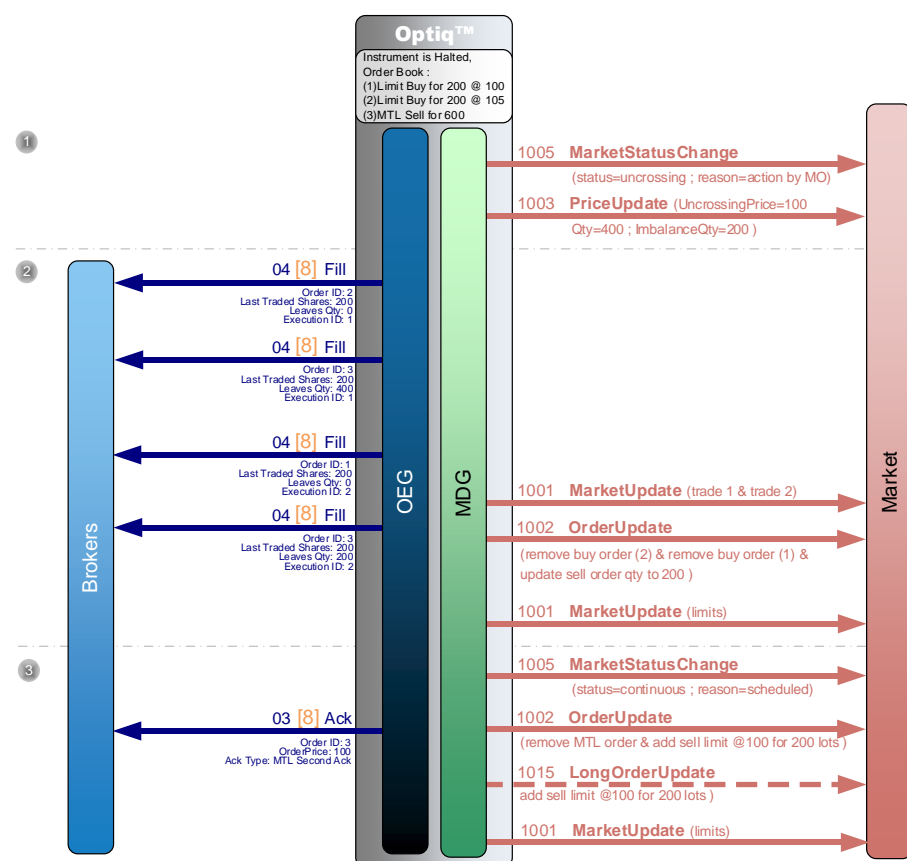 Optiq™
Instrument is Halted,
Order Book :
(1)Limit Buy for 200 @ 100
(2)Limit Buy for 200 @ 105
(3)MTL Sell for 600
1
1005 MarketStatusChange
(status=uncrossing ; reason=action by MO)
1003 PriceUpdate (UncrossingPrice=100
Qty=400 ; ImbalanceQty=200 )
2
04 [8] Fill
Order ID: 2
Last Traded Shares: 200
Leaves Qty: 0
Execution ID: 1
04 [8] Fill
Order ID: 3
Last Traded Shares: 200
Leaves Qty: 400
Execution ID: 1
04 [8] Fill
Order ID: 1
Last Traded Shares: 200
Leaves Qty: 0
Execution ID: 2
04 [8] Fill
Order ID: 3
Last Traded Shares: 200
Leaves Qty: 200
Execution ID: 2
Brokers
OEG
MDG
Market
1001 MarketUpdate (trade 1 & trade 2)
1002 OrderUpdate
(remove buy order (2) & remove buy order (1) &
update sell order qty to 200 )
1001 MarketUpdate (limits)
3
1005 MarketStatusChange
(status=continuous ; reason=scheduled)
03 [8] Ack
Order ID: 3
OrderPrice: 100
Ack Type: MTL Second Ack
1002 OrderUpdate
(remove MTL order & add sell limit @100 for 200 lots )
1015 LongOrderUpdate
add sell limit @100 for 200 lots )
1001 MarketUpdate (limits)